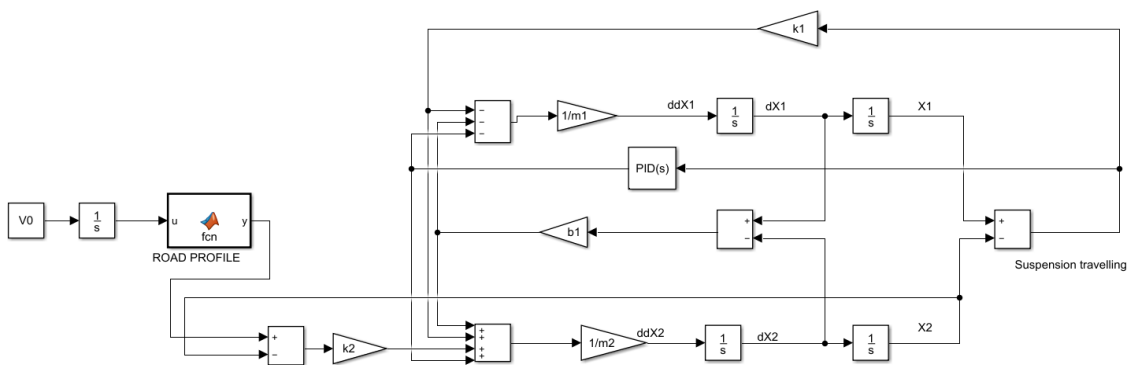 k1
−
−
−
1/m1
ddX1
1
s
dX1
1
s
X1
PID(s)
V0
1
s
u
fcn
y
ROAD PROFILE
b1
+
−
+
−
Suspension travelling
+
−
k2
+
+
+
+
1/m2
ddX2
1
s
dX2
1
s
X2